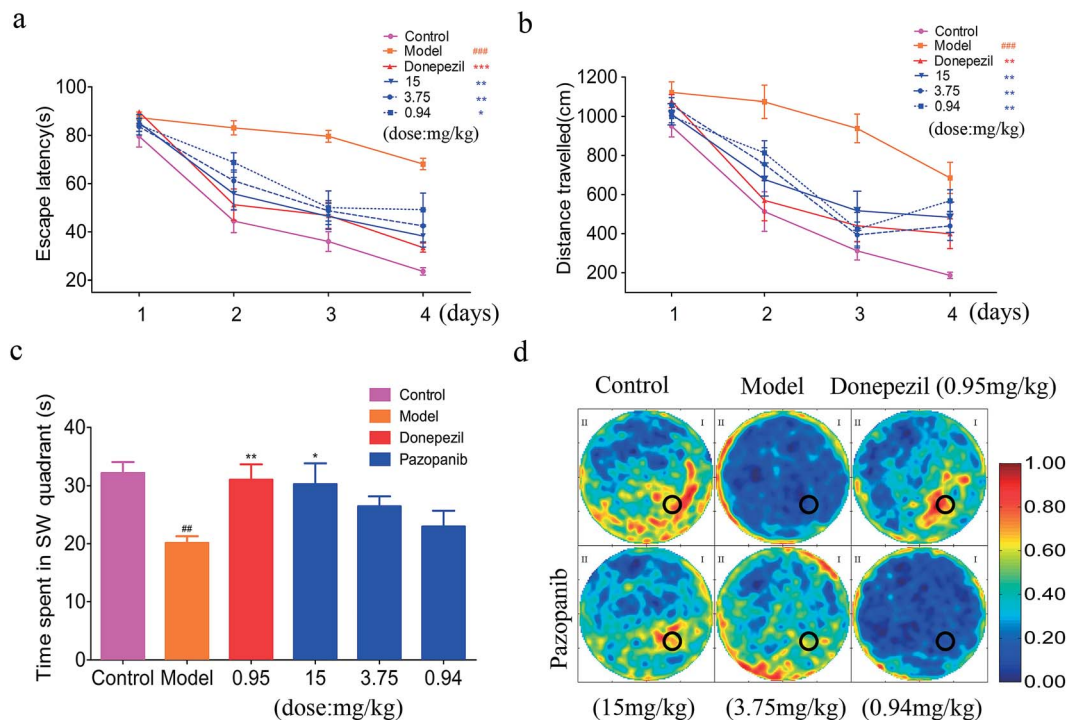 a
Control
Model ###
Donepezil ***
15 **
3.75 **
0.94 *
(dose:mg/kg)
Escape latency(s)
100
80
60
40
20
1 2 3 4 (days)
b
Control
Model ###
Donepezil **
15 **
3.75 **
0.94 **
(dose:mg/kg)
Distance travelled(cm)
1200
1000
800
600
400
200
1 2 3 4 (days)
c
Control
Model
Donepezil
Pazopanib
Time spent in SW quadrant (s)
40
30
20
10
0
## ** *
Control Model 0.95 15 3.75 0.94
(dose:mg/kg)
d
Control Model Donepezil (0.95mg/kg)
II I II I II I
II I II I II I
Pazopanib
(15mg/kg) (3.75mg/kg) (0.94mg/kg)
1.00
0.80
0.60
0.40
0.20
0.00